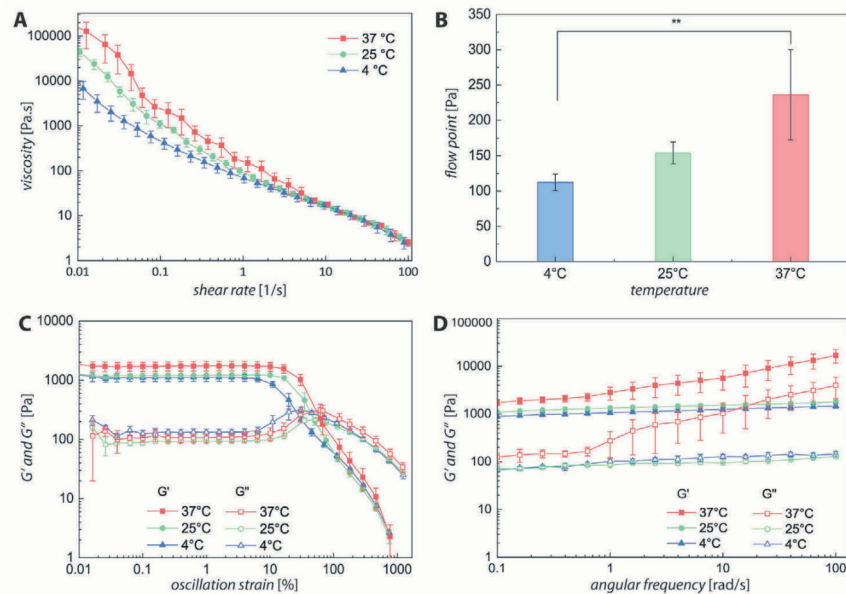 A
viscosity [Pa.s]
100000
10000
1000
100
10
1
0.01
0.1
1
10
100
shear rate [1/s]
37 °C
25 °C
4 °C
B
flow point [Pa]
350
300
250
200
150
100
50
0
**
4°C
25°C
37°C
temperature
C
G' and G" [Pa]
10000
1000
100
10
1
G' G"
37°C 37°C
25°C 25°C
4°C 4°C
0.01
0.1
1
10
100
1000
oscillation strain [%]
D
G' and G" [Pa]
100000
10000
1000
100
10
1
G' G"
37°C 37°C
25°C 25°C
4°C 4°C
0.1
1
10
100
angular frequency [rad/s]